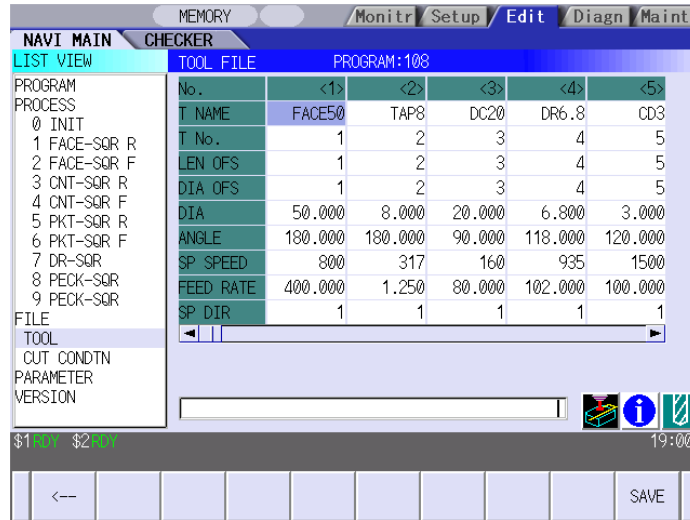 MEMORY Monitr Setup Edit Diagn Maint
NAVI MAIN CHECKER
LIST VIEW
PROGRAM
PROCESS
0 INIT
1 FACE-SQR R
2 FACE-SQR F
3 CNT-SQR R
4 CNT-SQR F
5 PKT-SQR R
6 PKT-SQR F
7 DR-SQR
8 PECK-SQR
9 PECK-SQR
FILE
TOOL
CUT CONDTN
PARAMETER
VERSION
TOOL FILE PROGRAM:108
No. <1> <2> <3> <4> <5>
T NAME FACE50 TAP8 DC20 DR6.8 CD3
T No. 1 2 3 4 5
LEN OFS 1 2 3 4 5
DIA OFS 1 2 3 4 5
DIA 50.000 8.000 20.000 6.800 3.000
ANGLE 180.000 180.000 90.000 118.000 120.000
SP SPEED 800 317 160 935 1500
FEED RATE 400.000 1.250 80.000 102.000 100.000
SP DIR 1 1 1 1 1
$1RDY $2RDY 19:00
<-- SAVE